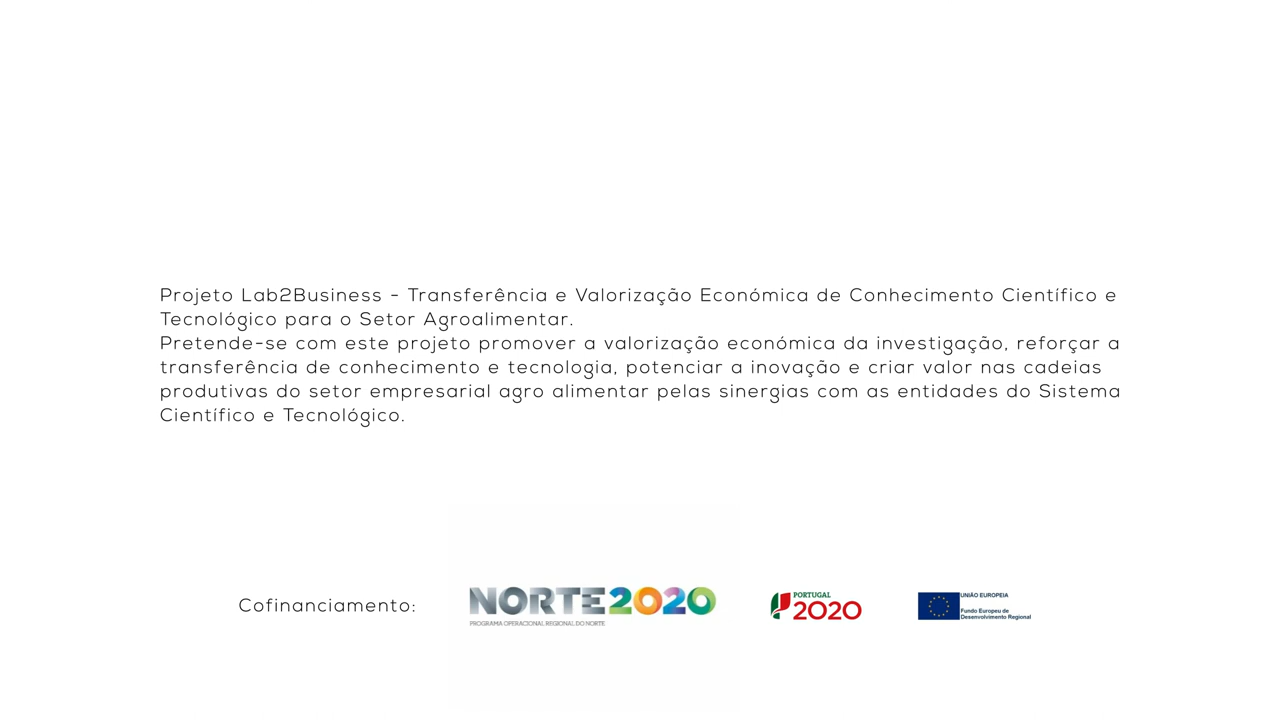 Projeto Lab2Business - Transferência e Valorização Económica de Conhecimento Científico e
Tecnológico para o Setor Agroalimentar.
Pretende-se com este projeto promover a valorização económica da investigação, reforçar a
transferência de conhecimento e tecnologia, potenciar a inovação e criar valor nas cadeias
produtivas do setor empresarial agro alimentar pelas sinergias com as entidades do Sistema
Científico e Tecnológico.
Cofinanciamento:
NORTE2020
PROGRAMA OPERACIONAL REGIONAL DO NORTE
PORTUGAL
2020
UNIÃO EUROPEIA
Fundo Europeu de
Desenvolvimento Regional